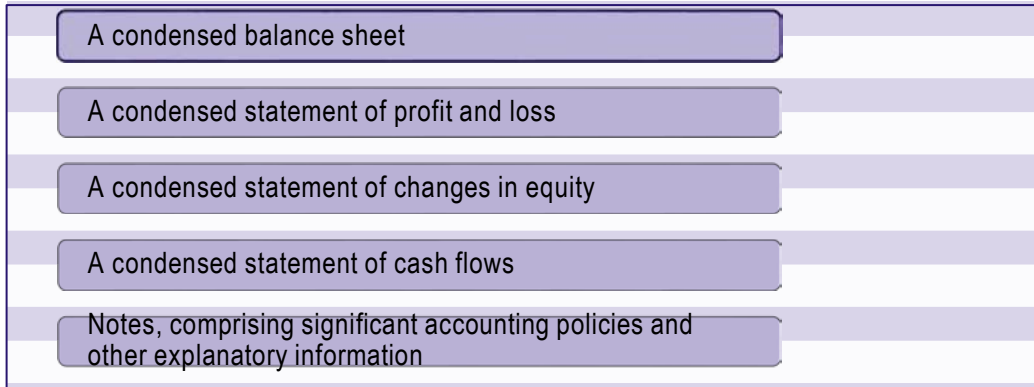 A condensed balance sheet
A condensed statement of profit and loss
A condensed statement of changes in equity
A condensed statement of cash flows
Notes, comprising significant accounting policies and
other explanatory information